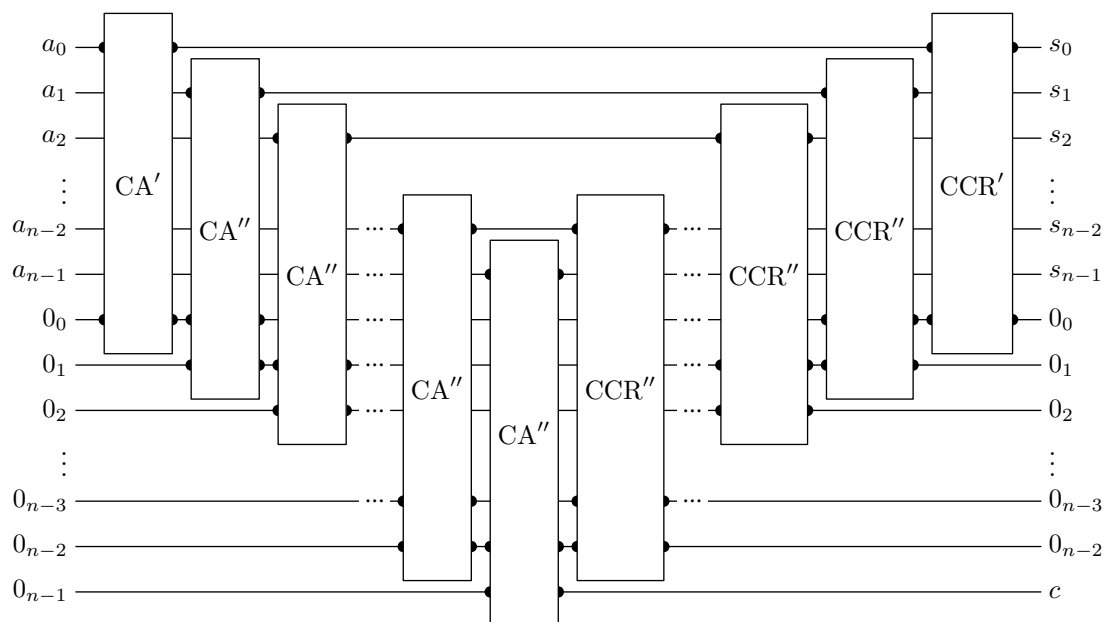 a_0 CA′ CCR′ s_0
a_1 CA″ CCR″ s_1
a_2 CA″ CCR″ s_2
⋮ ⋮
a_{n-2} ... CA″ CCR″ ... s_{n-2}
a_{n-1} ... CA″ ... s_{n-1}
0_0 ... ... 0_0
0_1 ... ... 0_1
0_2 ... ... 0_2
⋮ ⋮
0_{n-3} ... ... 0_{n-3}
0_{n-2} ... ... 0_{n-2}
0_{n-1} c